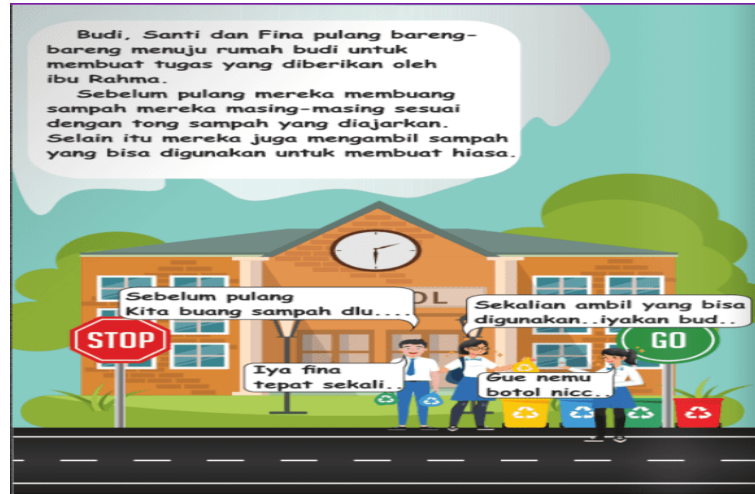 Budi, Santi dan Fina pulang bareng-
bareng menuju rumah budi untuk
membuat tugas yang diberikan oleh
ibu Rahma.
Sebelum pulang mereka membuang
sampah mereka masing-masing sesuai
dengan tong sampah yang diajarkan.
Selain itu mereka juga mengambil sampah
yang bisa digunakan untuk membuat hiasa.
OL
Sebelum pulang
Kita buang sampah dlu....
Sekalian ambil yang bisa
digunakan..iyakan bud..
STOP
GO
Iya fina
tepat sekali..
Gue nemu
botol nicc..